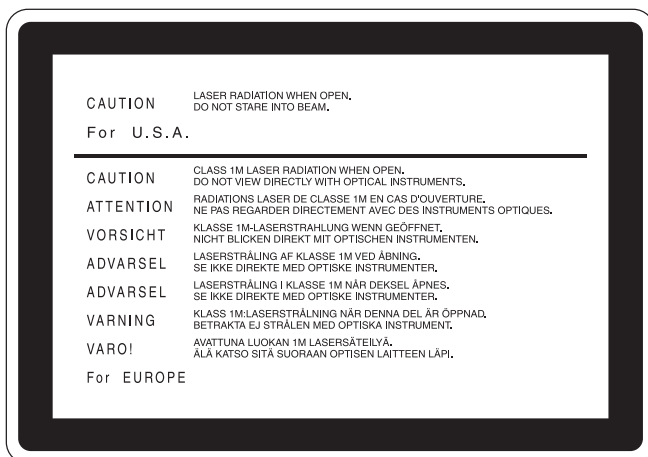 CAUTION LASER RADIATION WHEN OPEN.
DO NOT STARE INTO BEAM.
For U.S.A.
CAUTION CLASS 1M LASER RADIATION WHEN OPEN.
DO NOT VIEW DIRECTLY WITH OPTICAL INSTRUMENTS.
ATTENTION RADIATIONS LASER DE CLASSE 1M EN CAS D'OUVERTURE.
NE PAS REGARDER DIRECTEMENT AVEC DES INSTRUMENTS OPTIQUES.
VORSICHT KLASSE 1M-LASERSTRAHLUNG WENN GEÖFFNET.
NICHT BLICKEN DIREKT MIT OPTISCHEN INSTRUMENTEN.
ADVARSEL LASERSTRÅLING AF KLASSE 1M VED ÅBNING.
SE IKKE DIREKTE MED OPTISKE INSTRUMENTER.
ADVARSEL LASERSTRÅLING I KLASSE 1M NÅR DEKSEL ÅPNES.
SE IKKE DIREKTE MED OPTISKE INSTRUMENTER.
VARNING KLASS 1M:LASERSTRÅLNING NÄR DENNA DEL ÄR ÖPPNAD.
BETRAKTA EJ STRÅLEN MED OPTISKA INSTRUMENT.
VARO! AVATTUNA LUOKAN 1M LASERSÄTEILYÄ.
ÄLÄ KATSO SITÄ SUORAAN OPTISEN LAITTEEN LÄPI.
For EUROPE